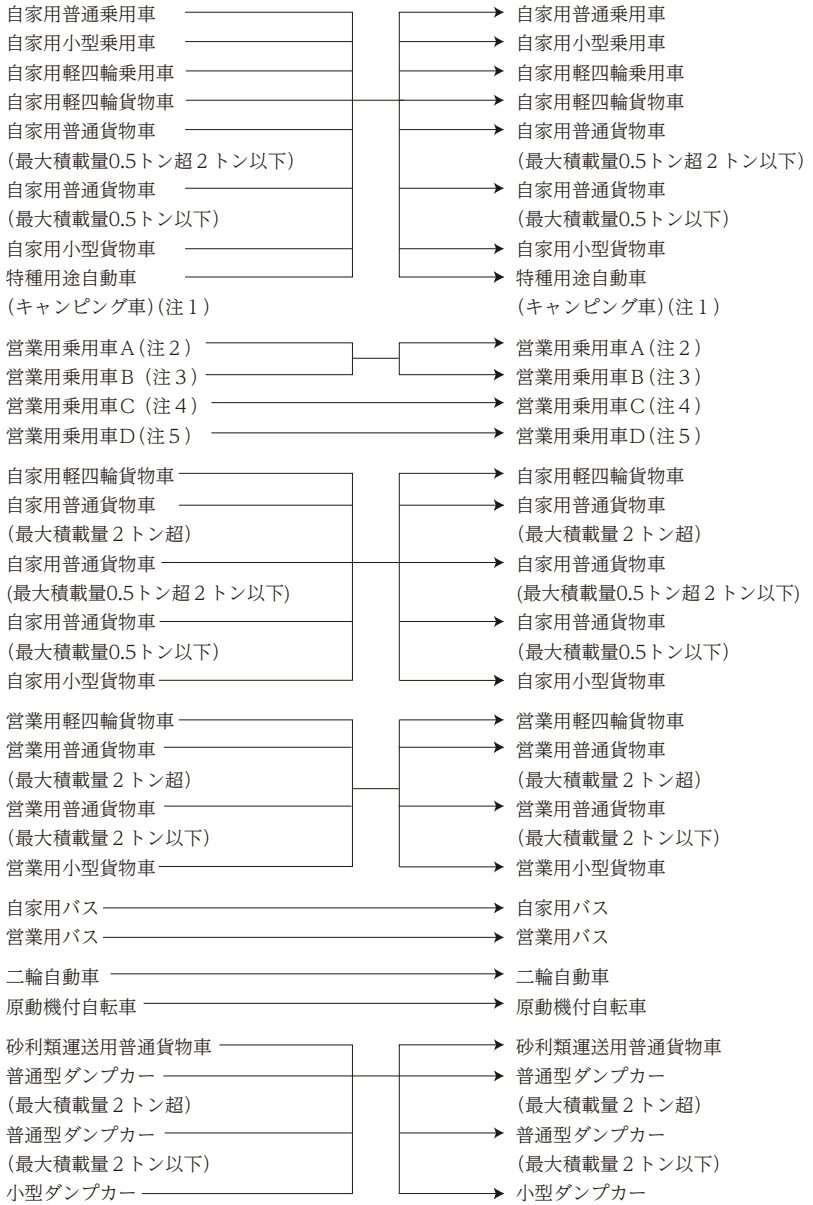 自家用普通乗用車 自家用普通乗用車
自家用小型乗用車 自家用小型乗用車
自家用軽四輪乗用車 自家用軽四輪乗用車
自家用軽四輪貨物車 自家用軽四輪貨物車
自家用普通貨物車 自家用普通貨物車
(最大積載量0.5トン超2トン以下) (最大積載量0.5トン超2トン以下)
自家用普通貨物車 自家用普通貨物車
(最大積載量0.5トン以下) (最大積載量0.5トン以下)
自家用小型貨物車 自家用小型貨物車
特種用途自動車 特種用途自動車
(キャンピング車)(注1) (キャンピング車)(注1)
営業用乗用車A(注2) 営業用乗用車A(注2)
営業用乗用車B(注3) 営業用乗用車B(注3)
営業用乗用車C(注4) 営業用乗用車C(注4)
営業用乗用車D(注5) 営業用乗用車D(注5)
自家用軽四輪貨物車 自家用軽四輪貨物車
自家用普通貨物車 自家用普通貨物車
(最大積載量2トン超) (最大積載量2トン超)
自家用普通貨物車 自家用普通貨物車
(最大積載量0.5トン超2トン以下) (最大積載量0.5トン超2トン以下)
自家用普通貨物車 自家用普通貨物車
(最大積載量0.5トン以下) (最大積載量0.5トン以下)
自家用小型貨物車 自家用小型貨物車
営業用軽四輪貨物車 営業用軽四輪貨物車
営業用普通貨物車 営業用普通貨物車
(最大積載量2トン超) (最大積載量2トン超)
営業用普通貨物車 営業用普通貨物車
(最大積載量2トン以下) (最大積載量2トン以下)
営業用小型貨物車 営業用小型貨物車
自家用バス 自家用バス
営業用バス 営業用バス
二輪自動車 二輪自動車
原動機付自転車 原動機付自転車
砂利類運送用普通貨物車 砂利類運送用普通貨物車
普通型ダンプカー 普通型ダンプカー
(最大積載量2トン超) (最大積載量2トン超)
普通型ダンプカー 普通型ダンプカー
(最大積載量2トン以下) (最大積載量2トン以下)
小型ダンプカー 小型ダンプカー